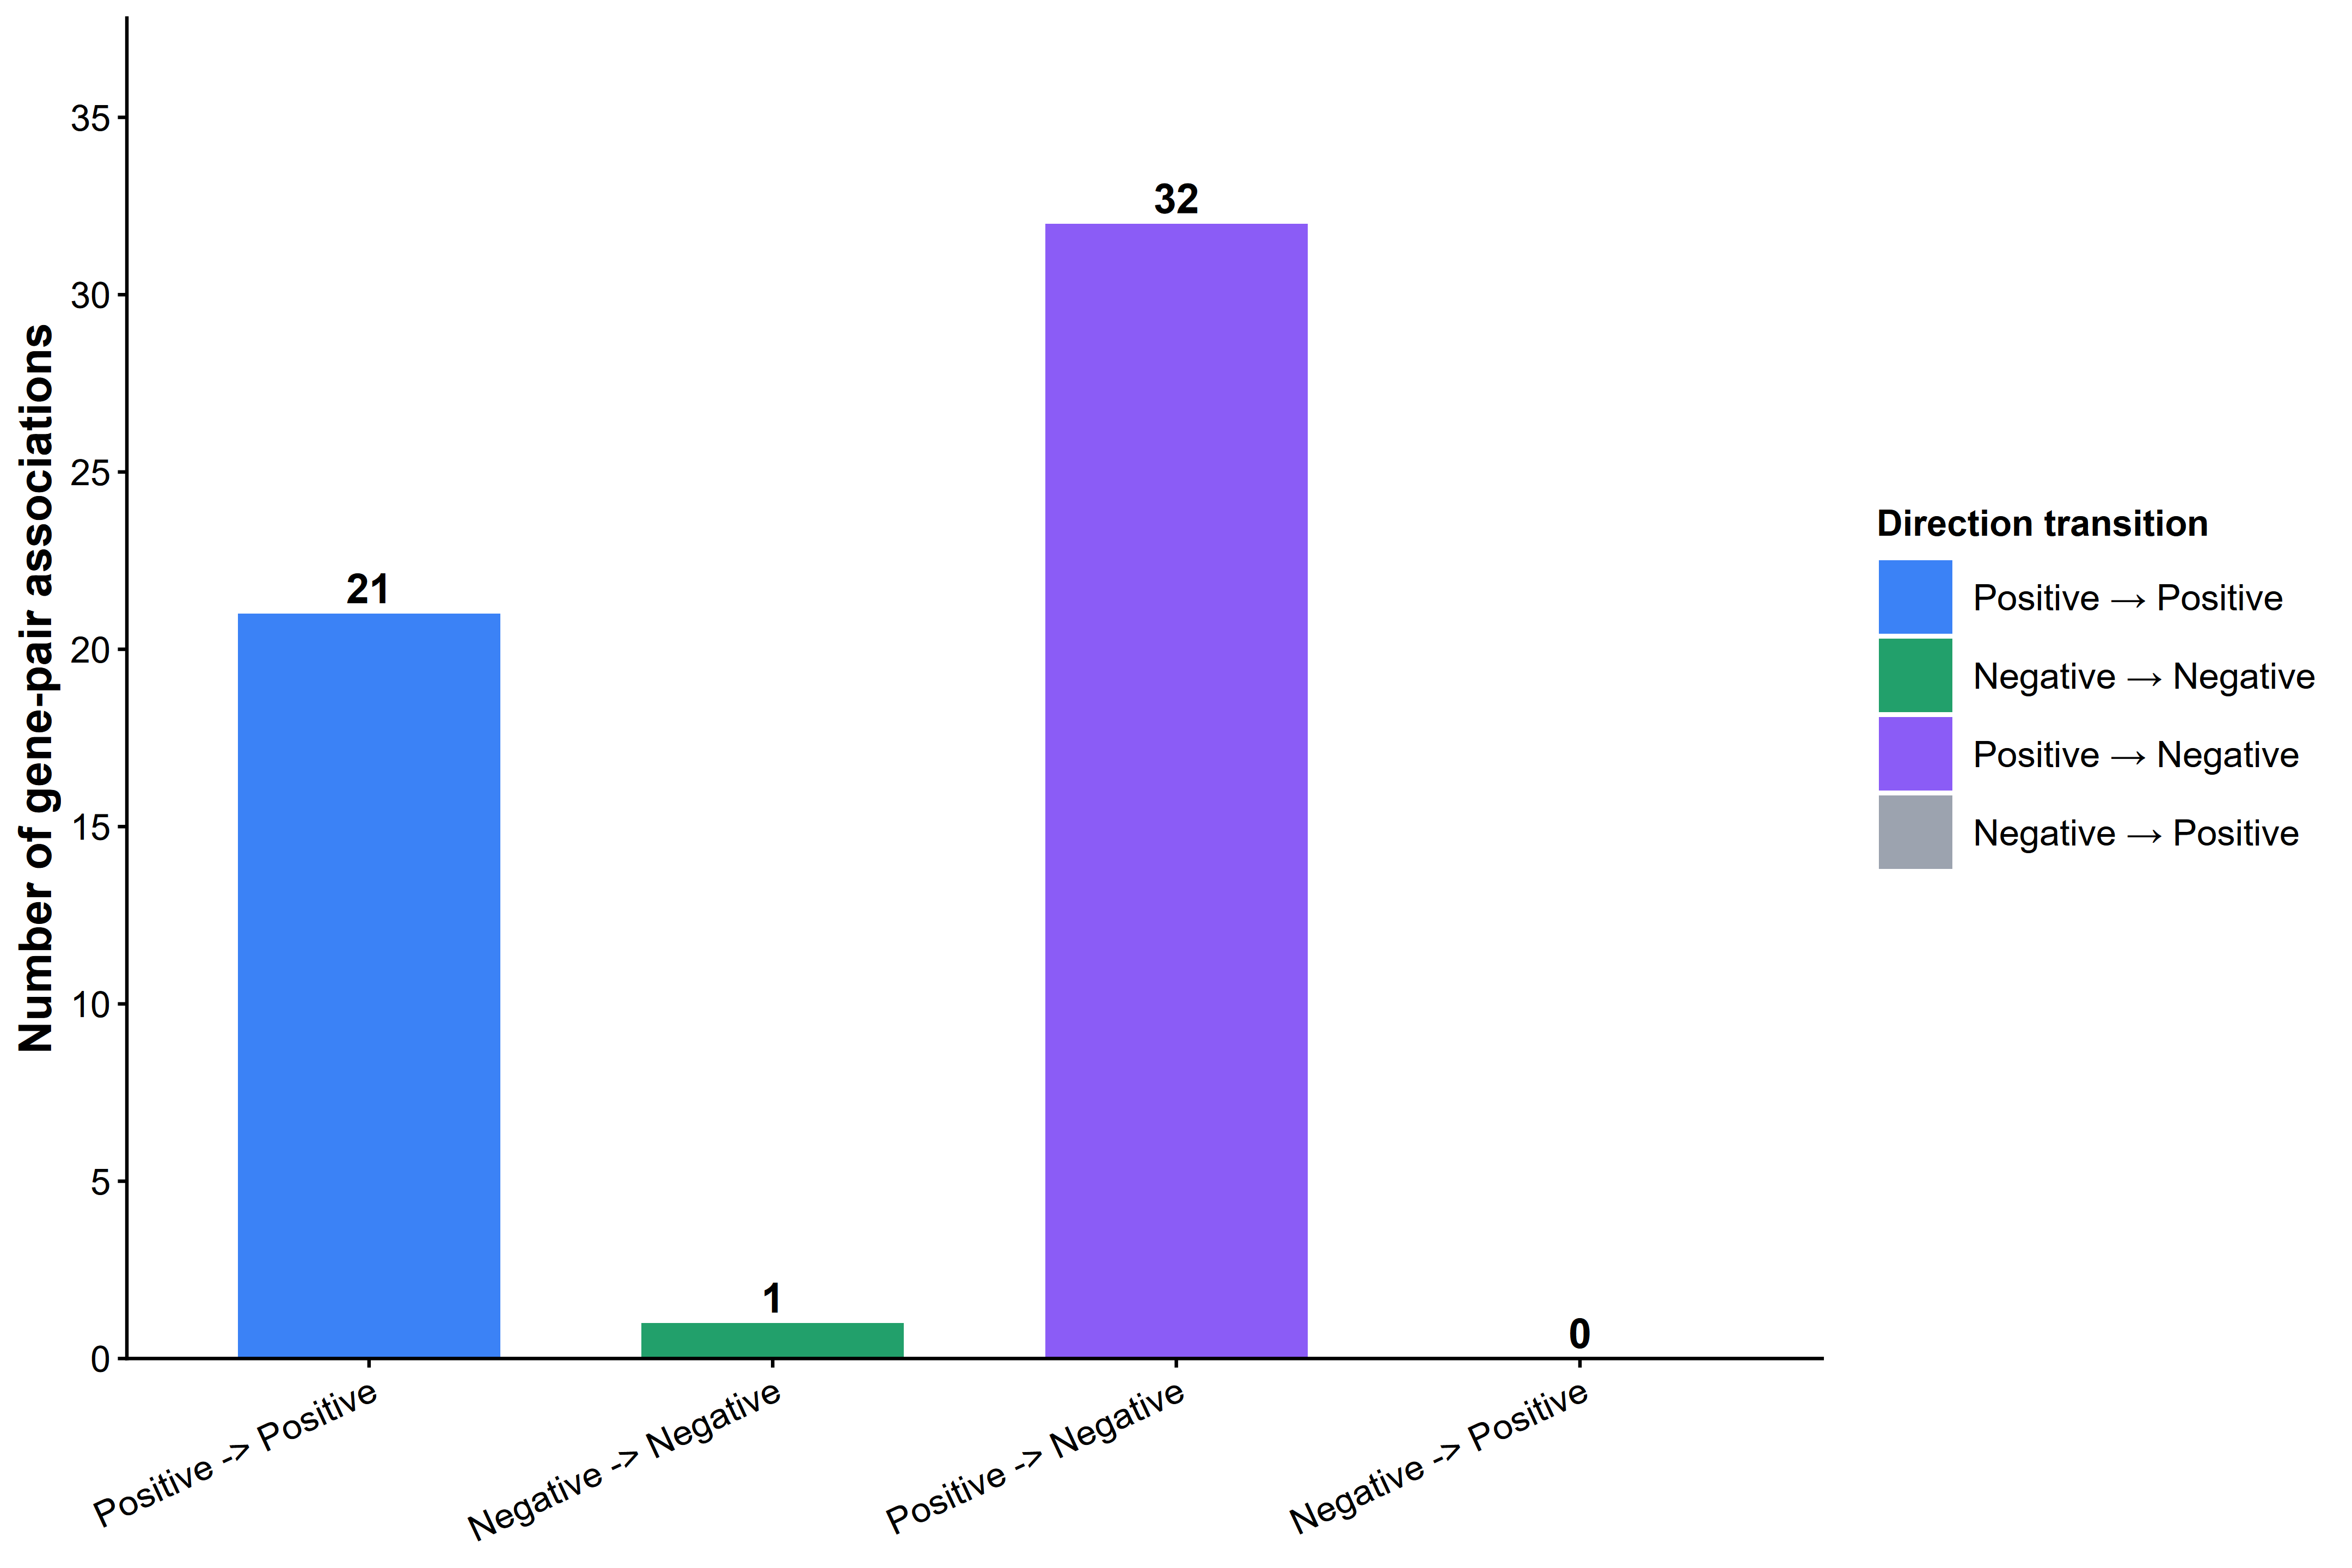 Number of gene-pair associations
35
30
25
20
15
10
5
0
21
1
32
0
Positive -> Positive
Negative -> Negative
Positive -> Negative
Negative -> Positive
Direction transition
Positive → Positive
Negative → Negative
Positive → Negative
Negative → Positive